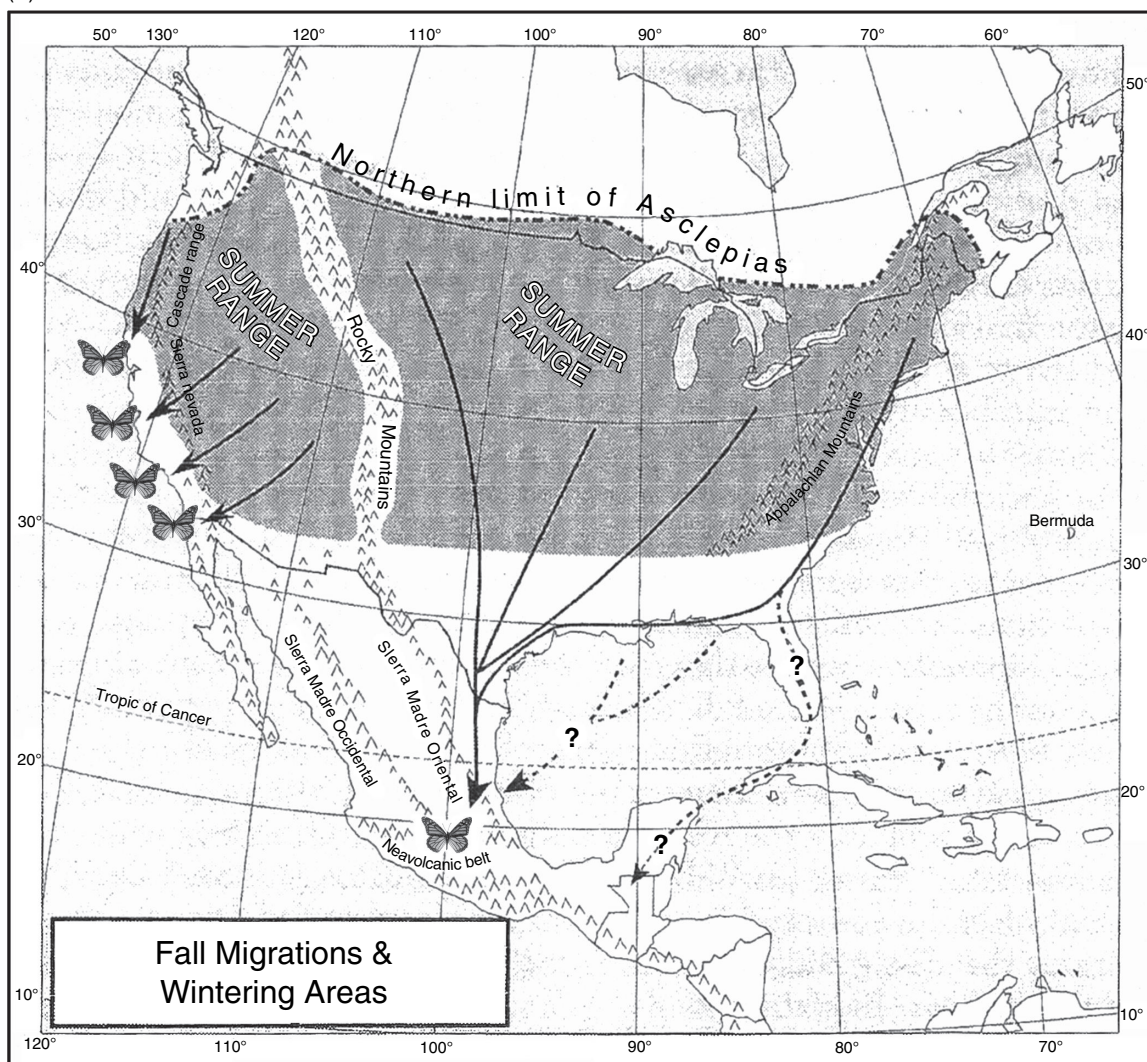 50° 130° 120° 110° 100° 90° 80° 70° 60°
50°
Northern limit of Asclepias
40°
40°
Cascade range
Sierra nevada
SUMMER
RANGE
Rocky
Mountains
SUMMER
RANGE
Appalachian Mountains
30°
Bermuda
30°
?
Tropic of Cancer
Sierra Madre Occidental
Sierra Madre Oriental
?
20°
20°
?
Neavolcanic belt
Fall Migrations &
Wintering Areas
10°
10°
120° 110° 100° 90° 80° 70°